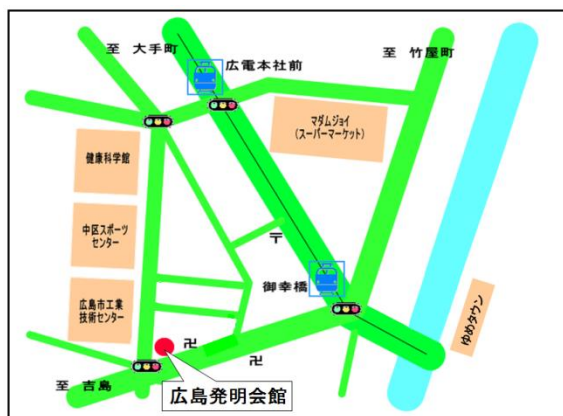 至 大手町
広電本社前
至 竹屋町
マダムジョイ
(スーパーマーケット)
健康科学館
中区スポーツ
センター
〒
御幸橋
広島市工業
技術センター
ゆめタウン
卍
卍
至 吉島
広島発明会館